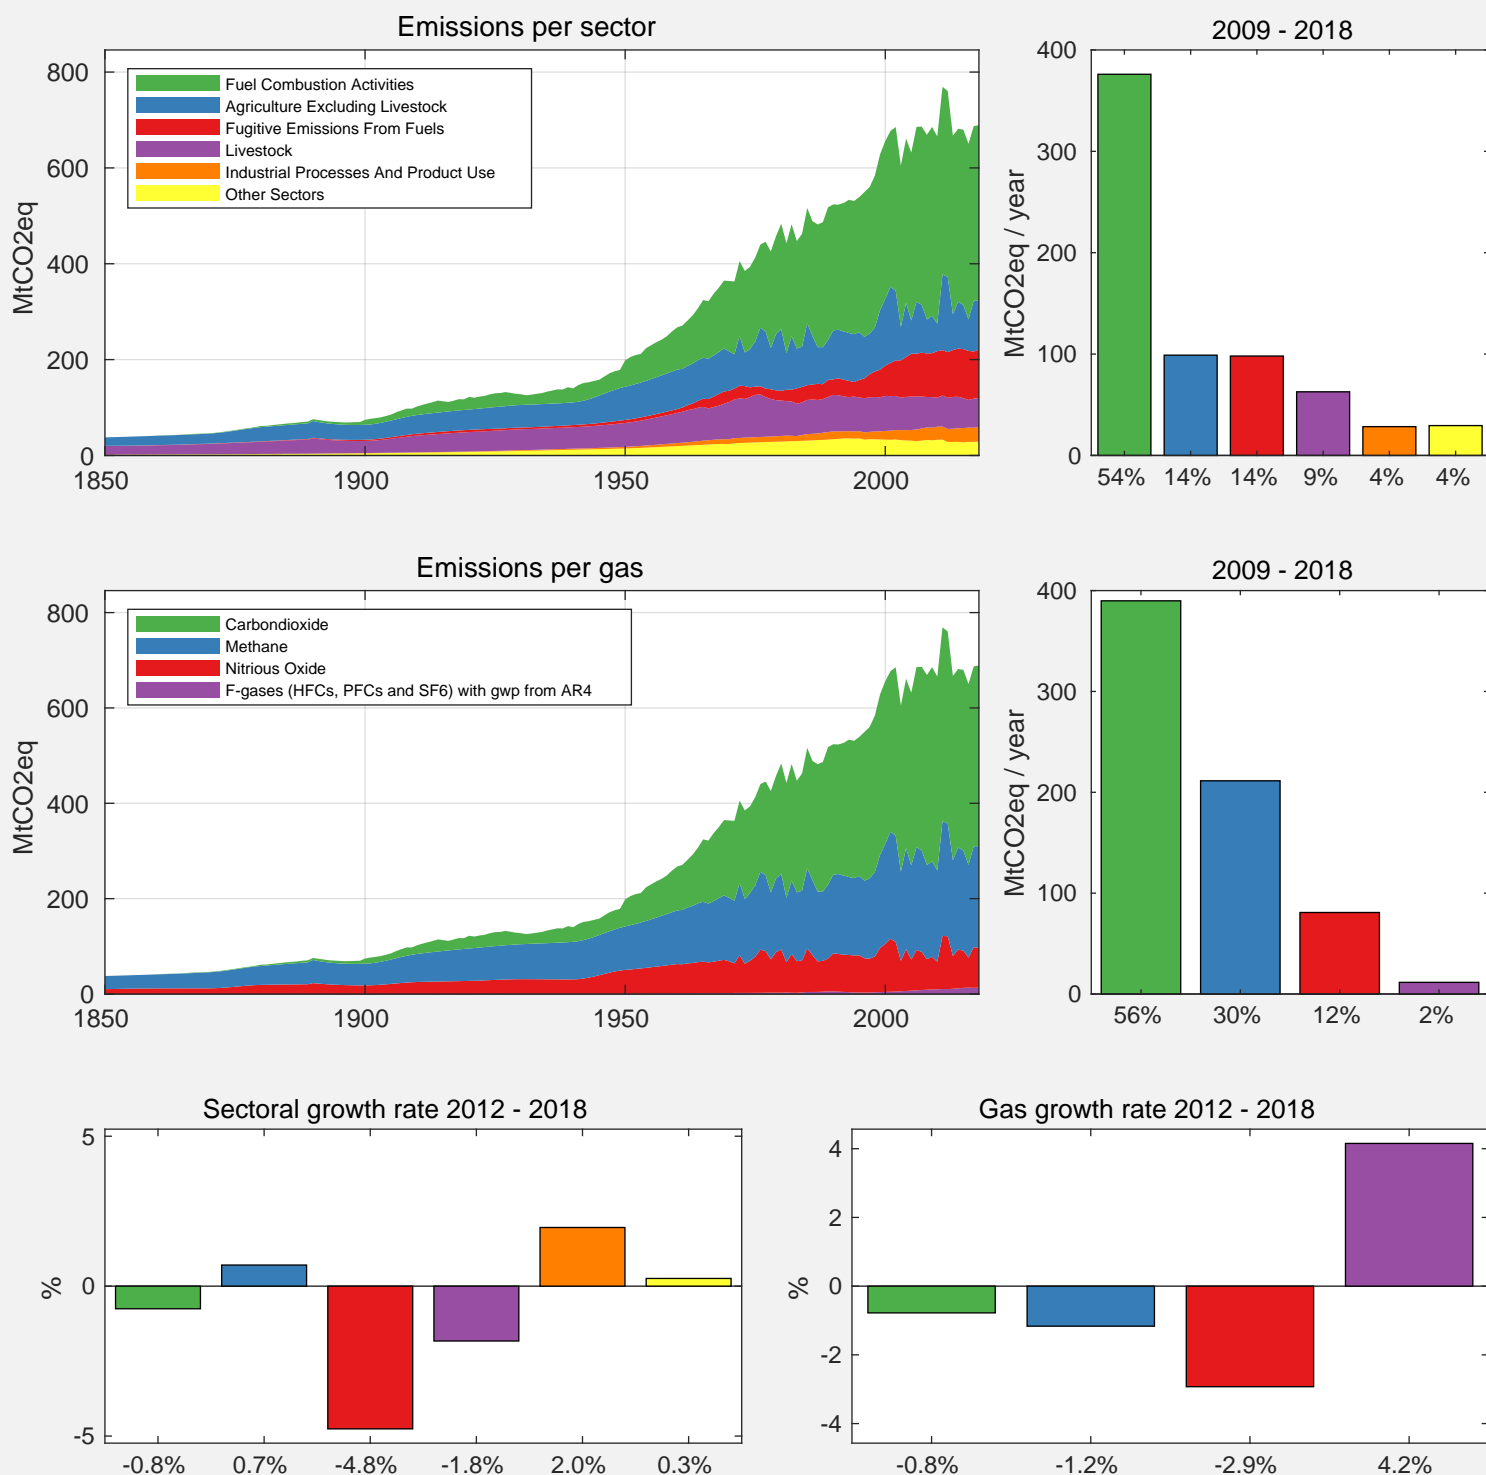 Emissions per sector
MtCO2eq
800
600
400
200
0
1850
1900
1950
2000
Fuel Combustion Activities
Agriculture Excluding Livestock
Fugitive Emissions From Fuels
Livestock
Industrial Processes And Product Use
Other Sectors
2009 - 2018
MtCO2eq / year
400
300
200
100
0
54%
14%
14%
9%
4%
4%
Emissions per gas
MtCO2eq
800
600
400
200
0
1850
1900
1950
2000
Carbondioxide
Methane
Nitrious Oxide
F-gases (HFCs, PFCs and SF6) with gwp from AR4
2009 - 2018
MtCO2eq / year
400
300
200
100
0
56%
30%
12%
2%
Sectoral growth rate 2012 - 2018
%
5
0
-5
-0.8%
0.7%
-4.8%
-1.8%
2.0%
0.3%
Gas growth rate 2012 - 2018
%
4
2
0
-2
-4
-0.8%
-1.2%
-2.9%
4.2%